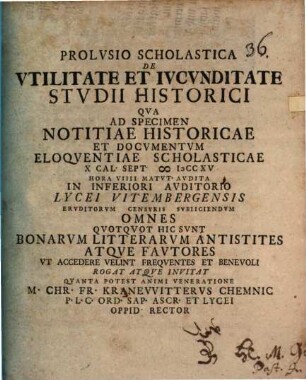 36.
PROLVSIO SCHOLASTICA
DE
VTILITATE ET IVCVNDITATE
STVDII HISTORICI
QVA
AD SPECIMEN
NOTITIAE HISTORICAE
ET DOCVMENTVM
ELOQVENTIAE SCHOLASTICAE
X CAL· SEPT· ꝏ IƆCCXV
HORA VIIII MATVT· AVDITA
IN INFERIORI AVDITORIO
LYCEI VITEMBERGENSIS
ERVDITORVM CENSVRIS SVBIICIENDVM
OMNES
QVOTQVOT HIC SVNT
BONARVM LITTERARVM ANTISTITES
ATQVE FAVTORES
VT ACCEDERE VELINT FREQVENTES ET BENEVOLI
ROGAT ATQVE INVITAT
QVANTA POTEST ANIMI VENERATIONE
M· CHR· FR· KRANEVVITTERVS CHEMNIC
P· L· C· ORD· SAP· ASCR· ET LYCEI
OPPID· RECTOR